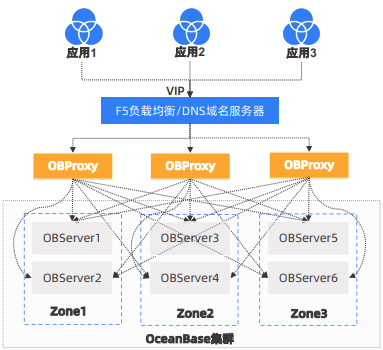 应用1 应用2 应用3
VIP
F5负载均衡/DNS域名服务器
OBProxy OBProxy OBProxy
OBServer1 OBServer3 OBServer5
OBServer2 OBServer4 OBServer6
Zone1 Zone2 Zone3
OceanBase集群